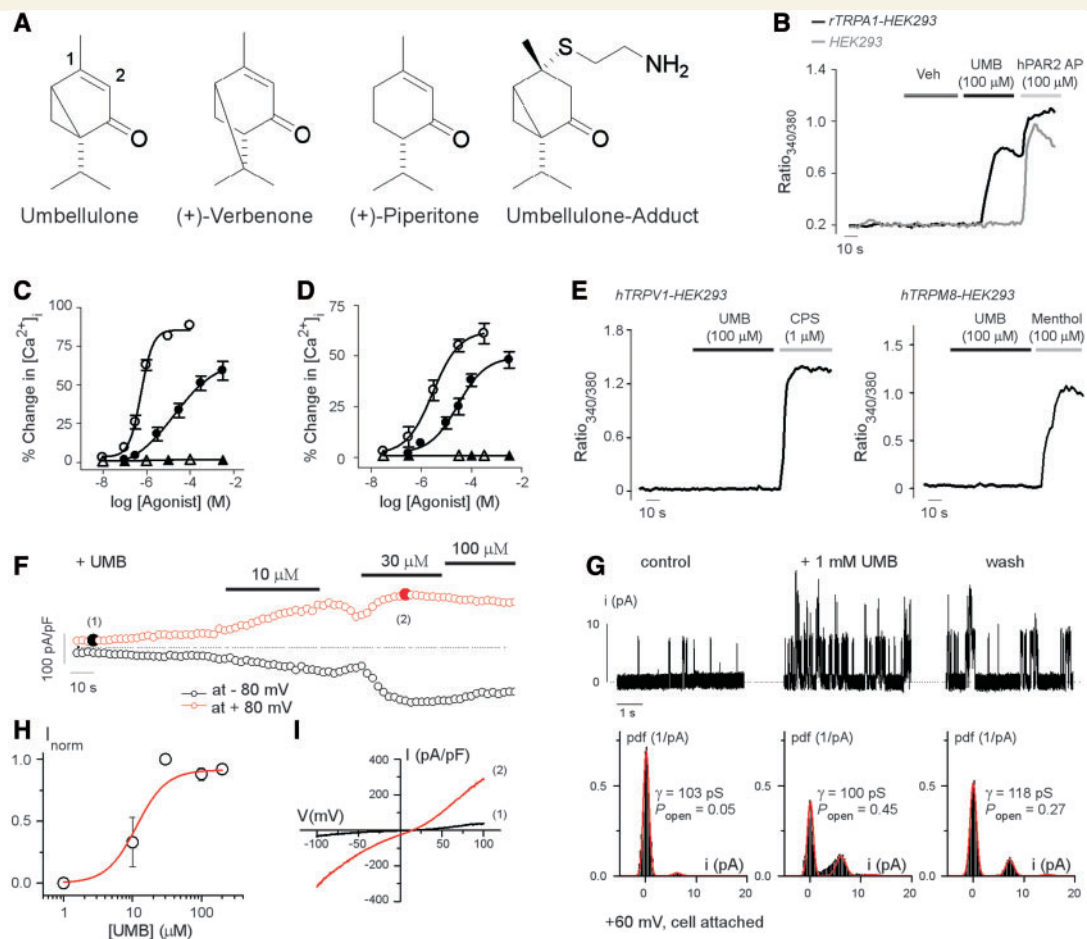 A
1
2
O
Umbellulone
O
(+)-Verbenone
O
(+)-Piperitone
S
NH2
O
Umbellulone-Adduct
B
rTRPA1-HEK293
HEK293
Veh
UMB
(100 μM)
hPAR2 AP
(100 μM)
Ratio340/380
1.4
1.0
0.6
0.2
10 s
C
% Change in [Ca2+]i
100
75
50
25
0
-8 -6 -4 -2
log [Agonist] (M)
D
% Change in [Ca2+]i
75
50
25
0
-8 -6 -4 -2
log [Agonist] (M)
E
hTRPV1-HEK293
UMB
(100 μM)
CPS
(1 μM)
Ratio340/380
1.8
1.2
0.6
0
10 s
hTRPM8-HEK293
UMB
(100 μM)
Menthol
(100 μM)
Ratio340/380
1.5
1.0
0.5
0
10 s
F
+ UMB
10 μM
30 μM
100 μM
(1)
(2)
100 pA/pF
10 s
at - 80 mV
at + 80 mV
G
control
+ 1 mM UMB
wash
i (pA)
10
0
1 s
pdf (1/pA)
0.5
0.0
γ = 103 pS
Popen = 0.05
i (pA)
0 10 20
pdf (1/pA)
0.5
0.0
γ = 100 pS
Popen = 0.45
i (pA)
0 10 20
pdf (1/pA)
0.5
0.0
γ = 118 pS
Popen = 0.27
i (pA)
0 10 20
+60 mV, cell attached
H
Inorm
1.0
0.5
0.0
1 10 100
[UMB] (μM)
I
I (pA/pF)
400
200
-200
-400
V(mV)
-100 -50 50 100
(2)
(1)